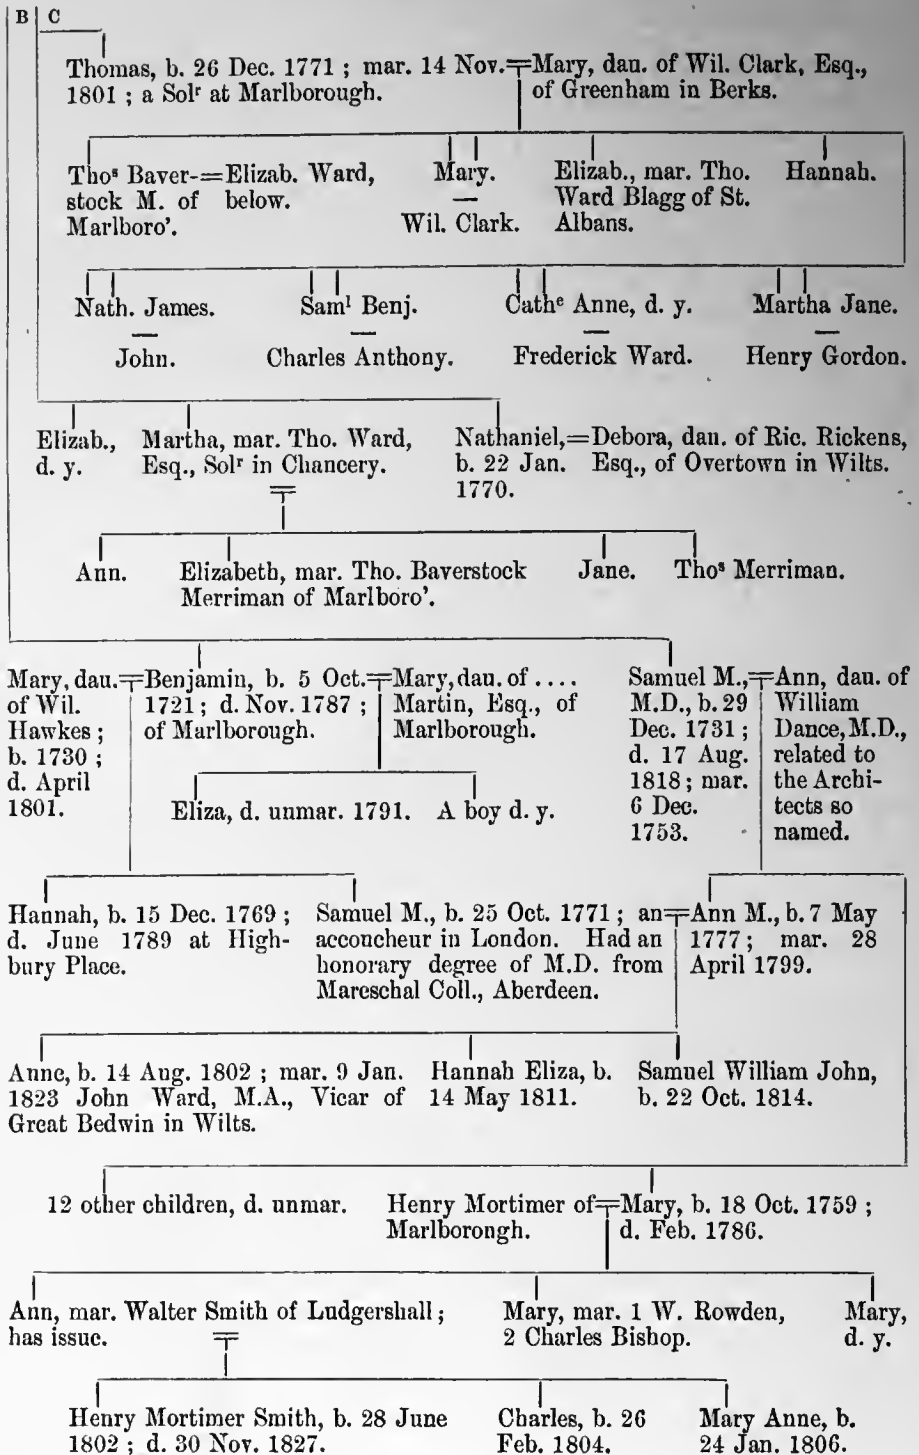 B C
Thomas, b. 26 Dec. 1771 ; mar. 14 Nov.=Mary, dau. of Wil. Clark, Esq.,
1801 ; a Solr at Marlborough. of Greenham in Berks.
Thos Baver-=Elizab. Ward, Mary. Elizab., mar. Tho. Hannah.
stock M. of below. — Ward Blagg of St.
Marlboro'. Wil. Clark. Albans.
Nath. James. Saml Benj. Cathe Anne, d. y. Martha Jane.
— — — —
John. Charles Anthony. Frederick Ward. Henry Gordon.
Elizab., Martha, mar. Tho. Ward, Nathaniel,=Debora, dau. of Ric. Rickens,
d. y. Esq., Solr in Chancery. b. 22 Jan. Esq., of Overtown in Wilts.
1770.
Ann. Elizabeth, mar. Tho. Baverstock Jane. Thos Merriman.
Merriman of Marlboro'.
Mary, dau.=Benjamin, b. 5 Oct.=Mary, dau. of .... Samuel M.,=Ann, dau. of
of Wil. 1721 ; d. Nov. 1787 ; Martin, Esq., of M.D., b. 29 William
Hawkes ; of Marlborough. Marlborough. Dec. 1731 ; Dance, M.D.,
b. 1730 ; d. 17 Aug. related to
d. April 1818 ; mar. the Archi-
1801. Eliza, d. unmar. 1791. A boy d. y. 6 Dec. tects so
1753. named.
Hannah, b. 15 Dec. 1769 ; Samuel M., b. 25 Oct. 1771 ; an=Ann M., b. 7 May
d. June 1789 at High- acconcheur in London. Had an 1777 ; mar. 28
bury Place. honorary degree of M.D. from April 1799.
Mareschal Coll., Aberdeen.
Anne, b. 14 Aug. 1802 ; mar. 9 Jan. Hannah Eliza, b. Samuel William John,
1823 John Ward, M.A., Vicar of 14 May 1811. b. 22 Oct. 1814.
Great Bedwin in Wilts.
12 other children, d. unmar. Henry Mortimer of=Mary, b. 18 Oct. 1759 ;
Marlborongh. d. Feb. 1786.
Ann, mar. Walter Smith of Ludgershall ; Mary, mar. 1 W. Rowden, Mary,
has issue. 2 Charles Bishop. d. y.
Henry Mortimer Smith, b. 28 June Charles, b. 26 Mary Anne, b.
1802 ; d. 30 Nov. 1827. Feb. 1804. 24 Jan. 1806.